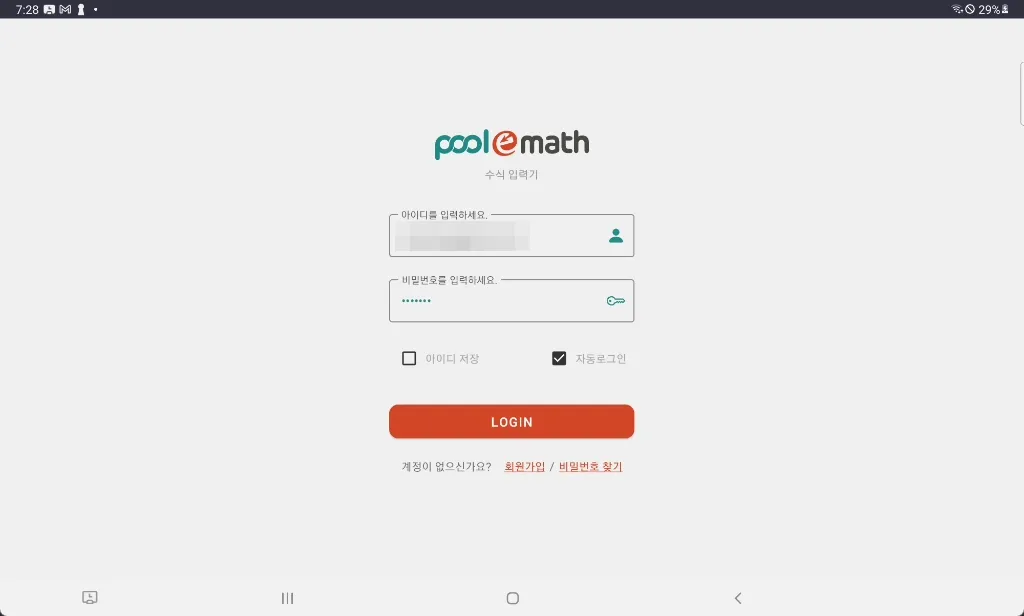 7:28
29%
poolemath
수식 입력기
아이디를 입력하세요.
비밀번호를 입력하세요.
•••••••
아이디 저장
자동로그인
LOGIN
계정이 없으신가요? 회원가입 / 비밀번호 찾기